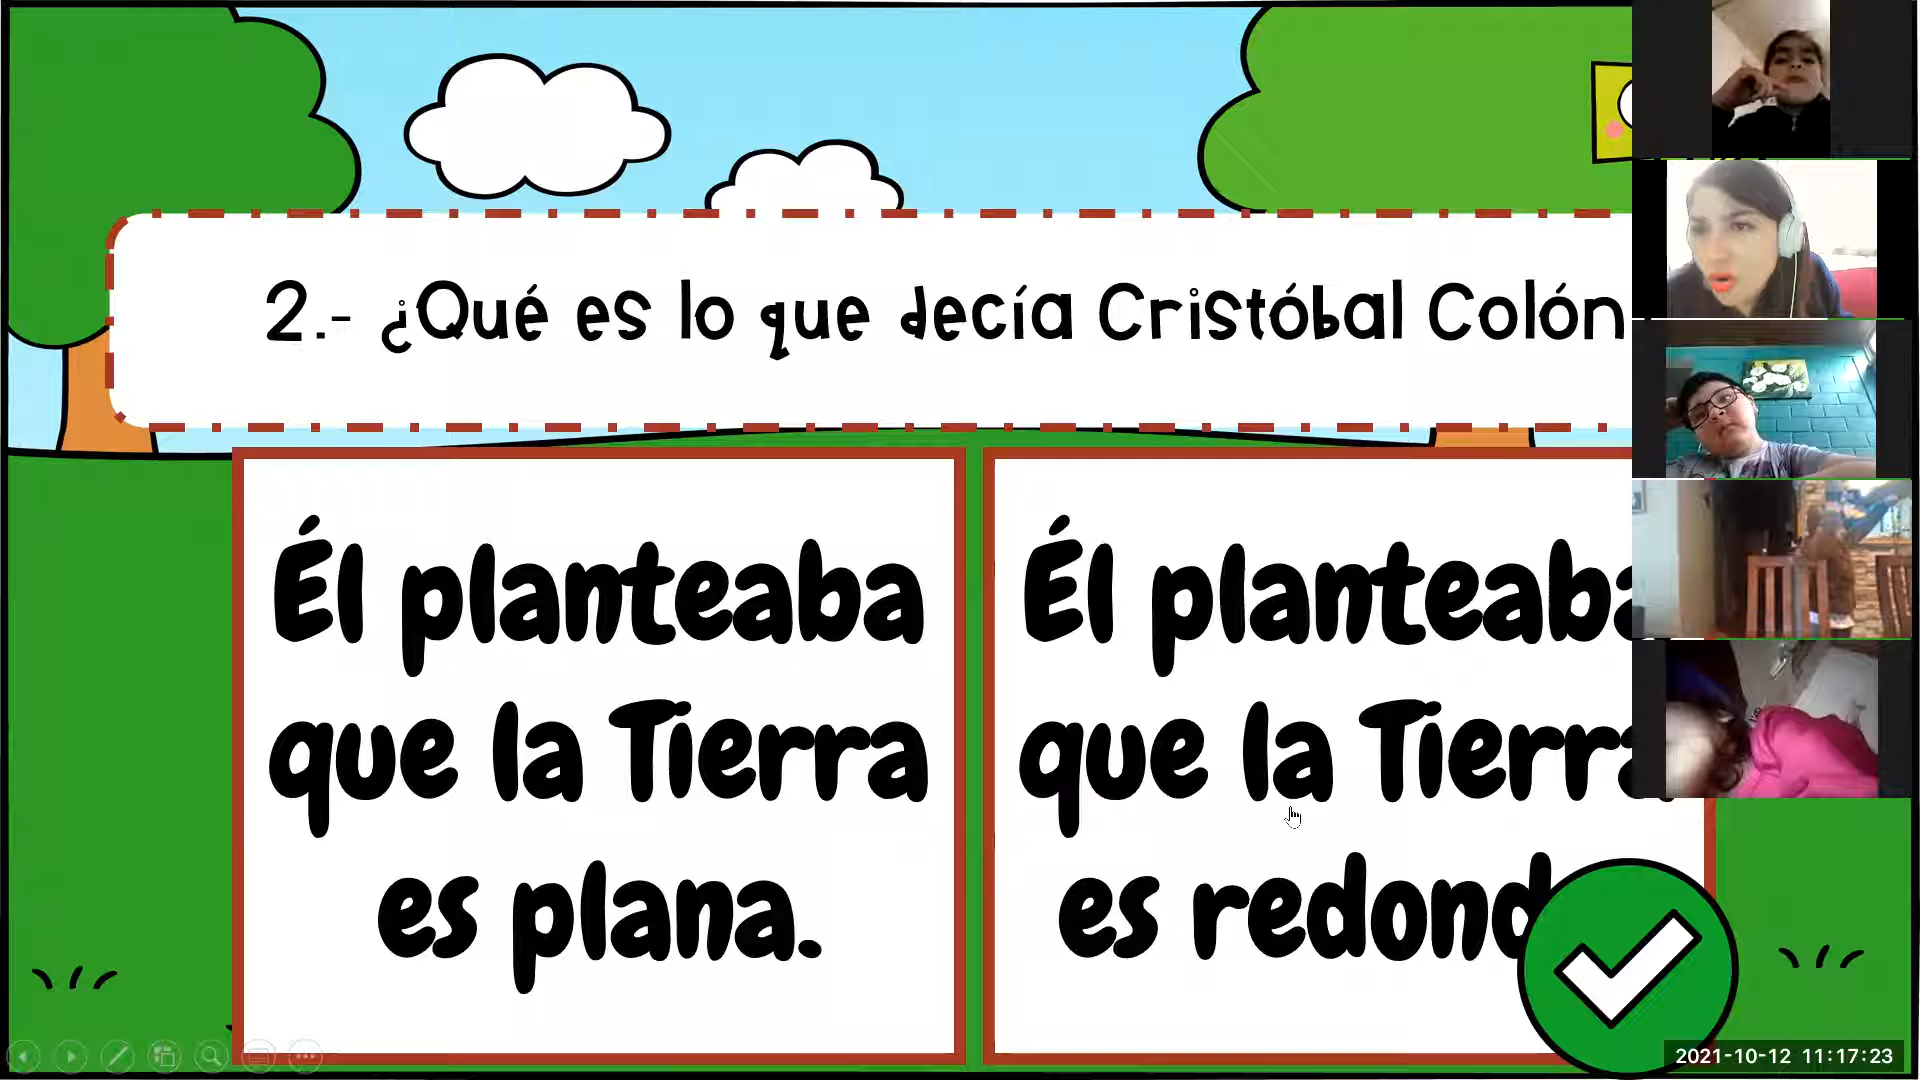 2.- ¿Qué es lo que decía Cristóbal Colón
Él planteaba
que la Tierra
es plana.
Él planteaba
que la Tierra
es redond
2021-10-12 11:17:23